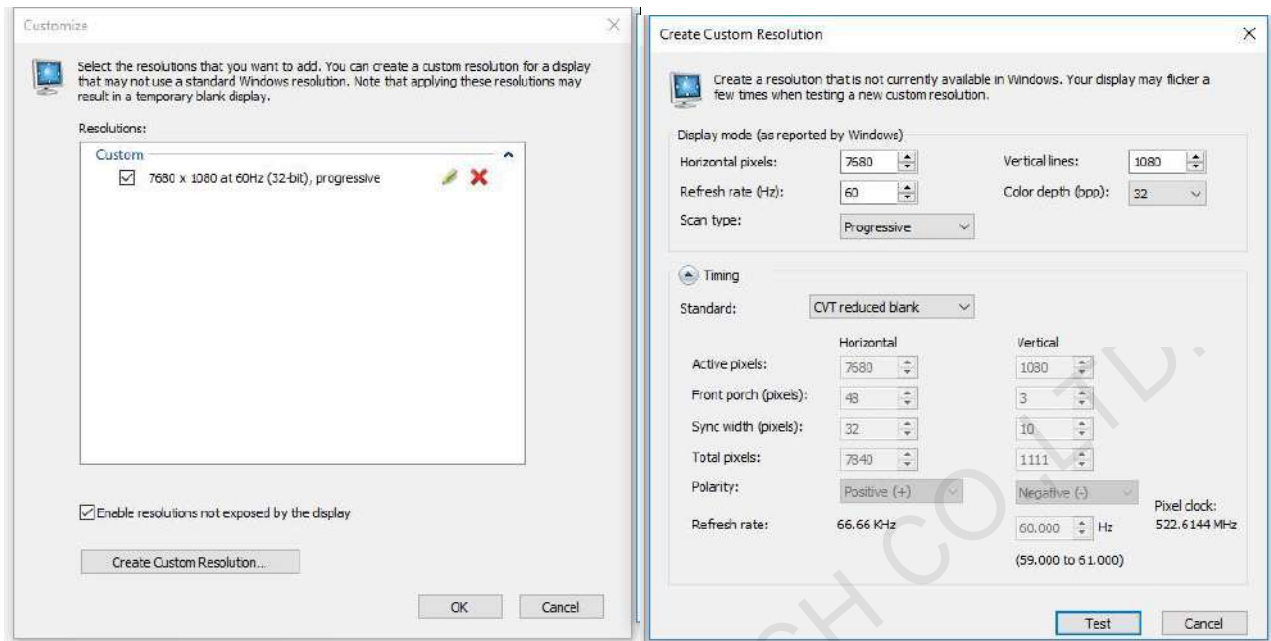 Customize
Select the resolutions that you want to add. You can create a custom resolution for a display
that may not use a standard Windows resolution. Note that applying these resolutions may
result in a temporary blank display.
Resolutions:
Custom
7680 x 1080 at 60Hz (32-bit), progressive
Enable resolutions not exposed by the display
Create Custom Resolution...
OK Cancel
Create Custom Resolution
Create a resolution that is not currently available in Windows. Your display may flicker a
few times when testing a new custom resolution.
Display mode (as reported by Windows)
Horizontal pixels: 7680 Vertical lines: 1080
Refresh rate (Hz): 60 Color depth (bpp): 32
Scan type: Progressive
Timing
Standard: CVT reduced blank
Horizontal Vertical
Active pixels: 7680 1080
Front porch (pixels): 48 3
Sync width (pixels): 32 10
Total pixels: 7840 1111
Polarity: Positive (+) Negative (-)
Pixel clock:
Refresh rate: 66.66 KHz 60.000 Hz 522.6144 MHz
(59.000 to 61.000)
Test Cancel
CO.,LTD.